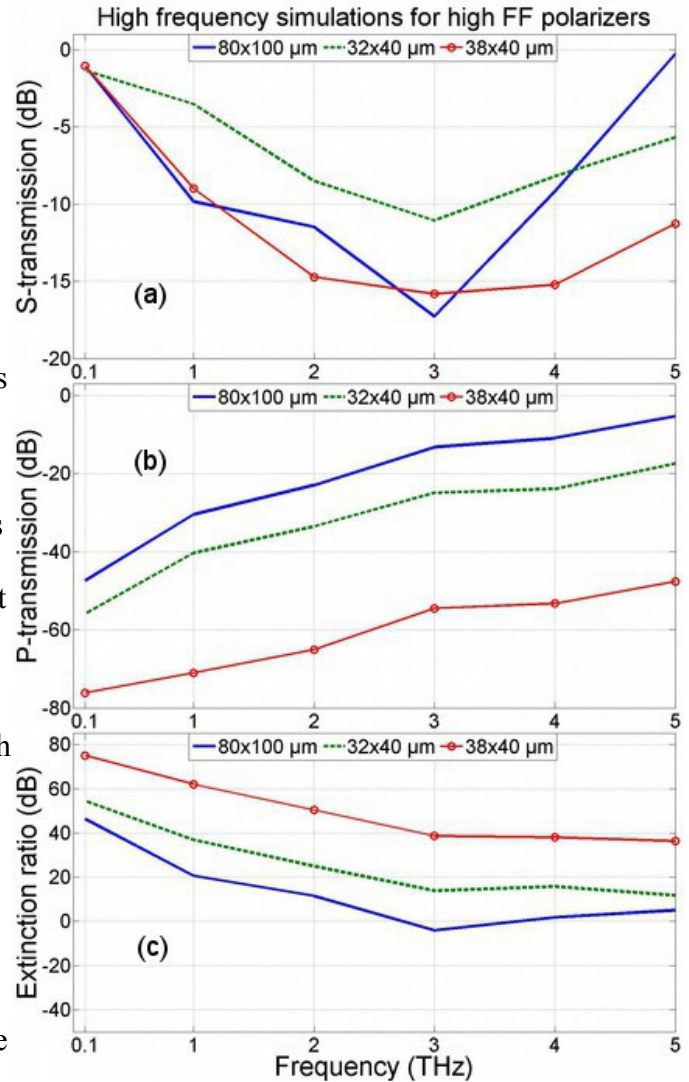 High frequency simulations for high FF polarizers
80x100 µm 32x40 µm 38x40 µm
0
-5
-10
-15
-20
S-transmission (dB)
(a)
0.1 1 2 3 4 5
s
80x100 µm 32x40 µm 38x40 µm
0
-20
-40
-60
-80
P-transmission (dB)
(b)
s
t
0.1 1 2 3 4 5
h
80x100 µm 32x40 µm 38x40 µm
80
60
40
20
0
-20
-40
Extinction ratio (dB)
(c)
e
0.1 1 2 3 4 5
Frequency (THz)